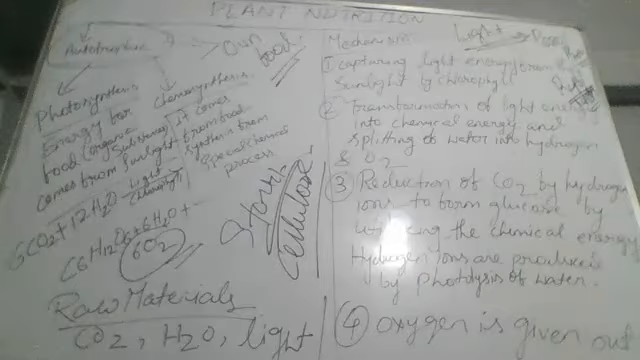 PLANT NUTRITION
Autotrophic
Own
food
Photosynthesis
Energy for
food (organic
substances)
comes from sunlight
Chemosynthesis
It comes
from food
synthesis from
special chemical
process
6CO2 + 12H2O Light
Chlorophyll
C6H12O6 + 6H2O +
6O2
Starch
Cellulose
Raw Materials
CO2, H2O, light
Mechanism
Light
① capturing light energy from
sunlight by chlorophyll
② Transformation of light energy
into chemical energy and
splitting of water into hydrogen
& O2
③ Reduction of CO2 by hydrogen
ions to form glucose by
utilizing the chemical energy
Hydrogen ions are produced
by photolysis of water.
④ oxygen is given out